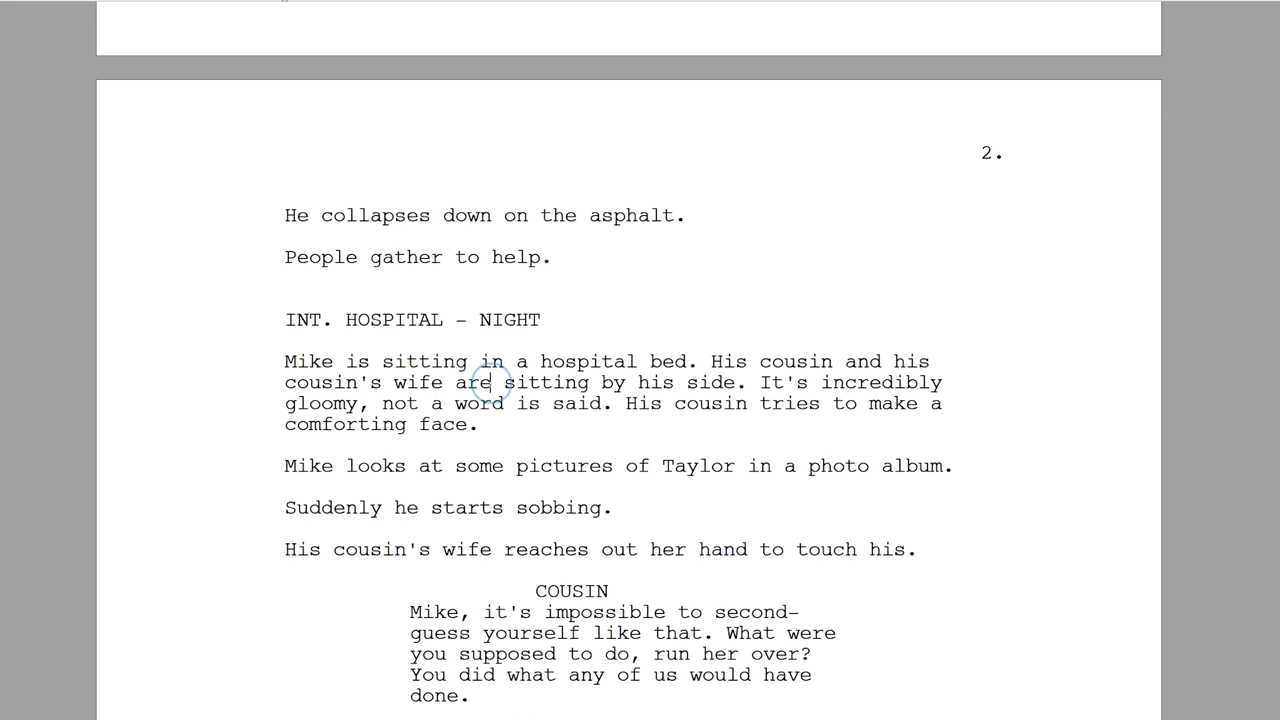 2.
He collapses down on the asphalt.
People gather to help.
INT. HOSPITAL - NIGHT
Mike is sitting in a hospital bed. His cousin and his
cousin's wife are sitting by his side. It's incredibly
gloomy, not a word is said. His cousin tries to make a
comforting face.
Mike looks at some pictures of Taylor in a photo album.
Suddenly he starts sobbing.
His cousin's wife reaches out her hand to touch his.
COUSIN
Mike, it's impossible to second-
guess yourself like that. What were
you supposed to do, run her over?
You did what any of us would have
done.